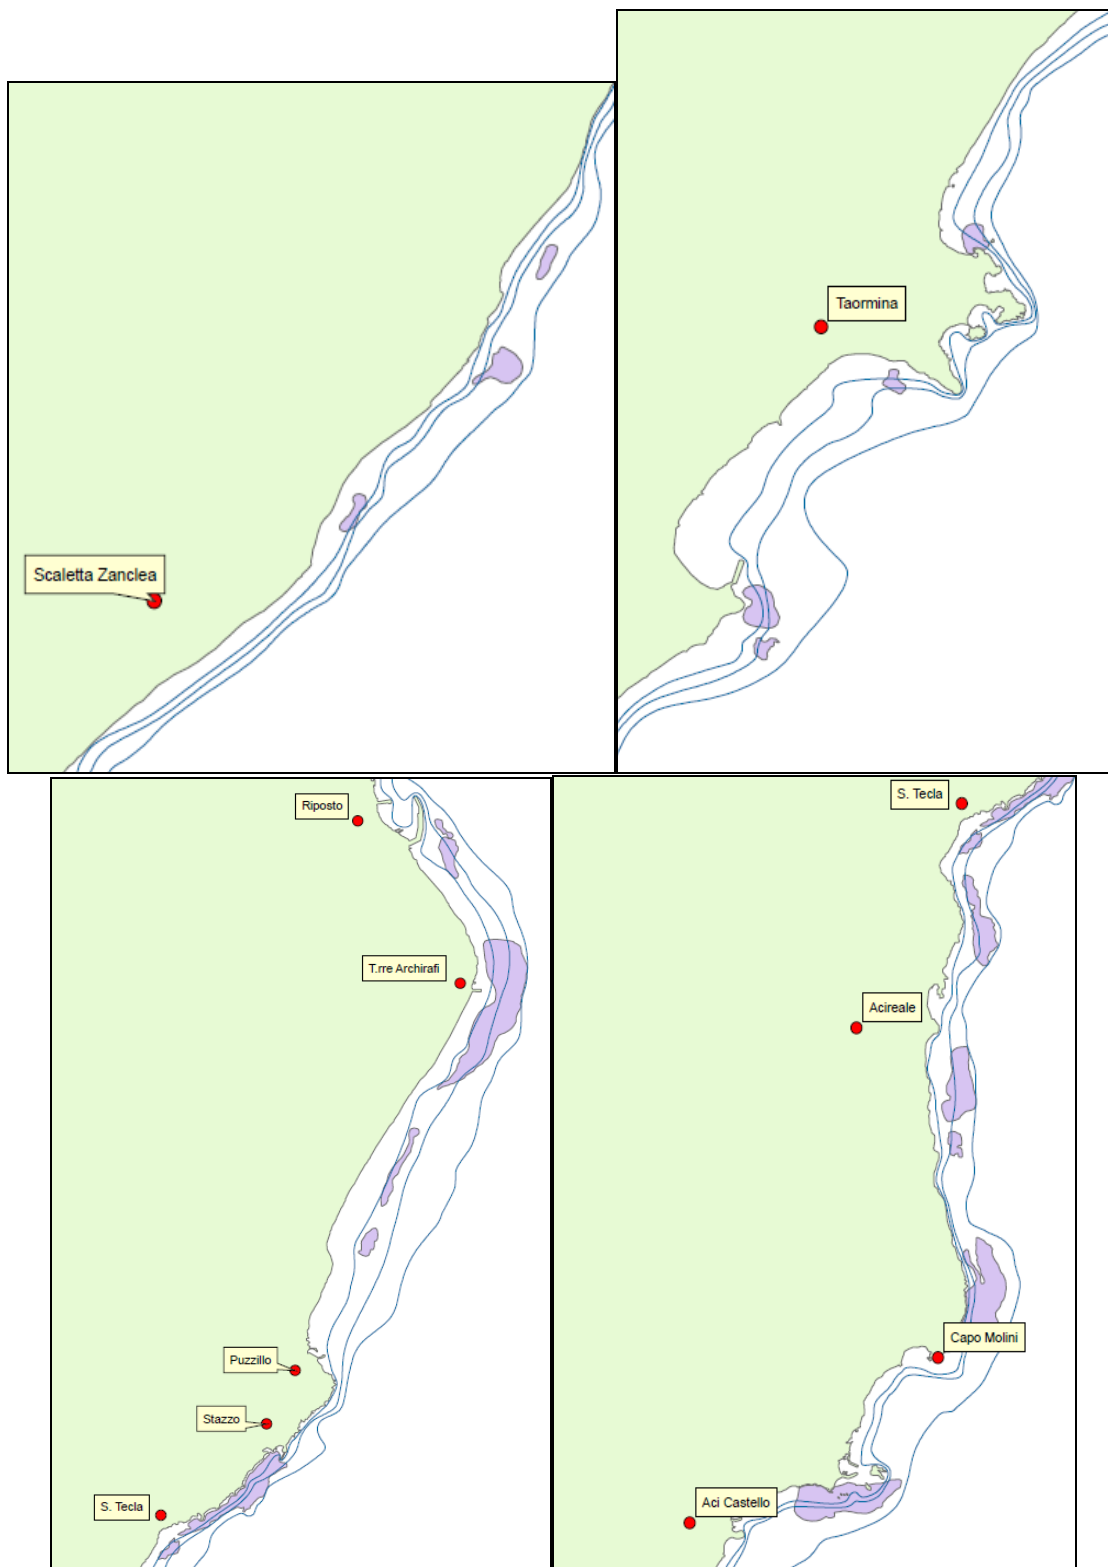 Scaletta Zanclea
Taormina
Riposto
T.rre Archirafi
Puzzillo
Stazzo
S. Tecla
S. Tecla
Acireale
Capo Molini
Aci Castello